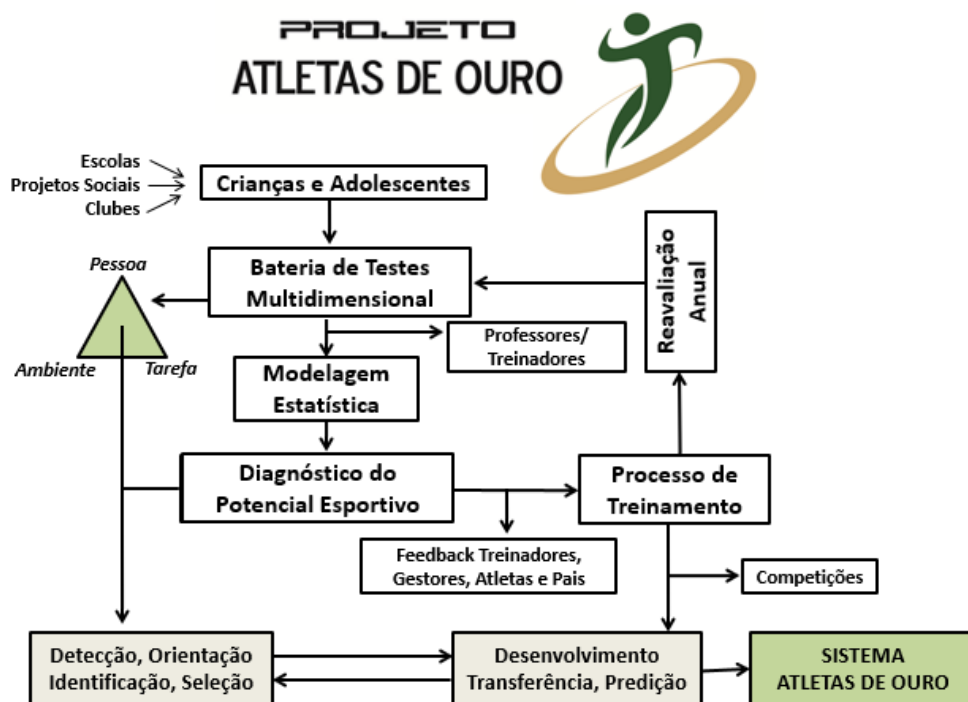 PROJETO
ATLETAS DE OURO
Escolas
Projetos Sociais
Clubes
Crianças e Adolescentes
Pessoa
Ambiente
Tarefa
Bateria de Testes
Multidimensional
Reavaliação
Anual
Professores/
Treinadores
Modelagem
Estatística
Diagnóstico do
Potencial Esportivo
Processo de
Treinamento
Feedback Treinadores,
Gestores, Atletas e Pais
Competições
Detecção, Orientação
Identificação, Seleção
Desenvolvimento
Transferência, Predição
SISTEMA
ATLETAS DE OURO